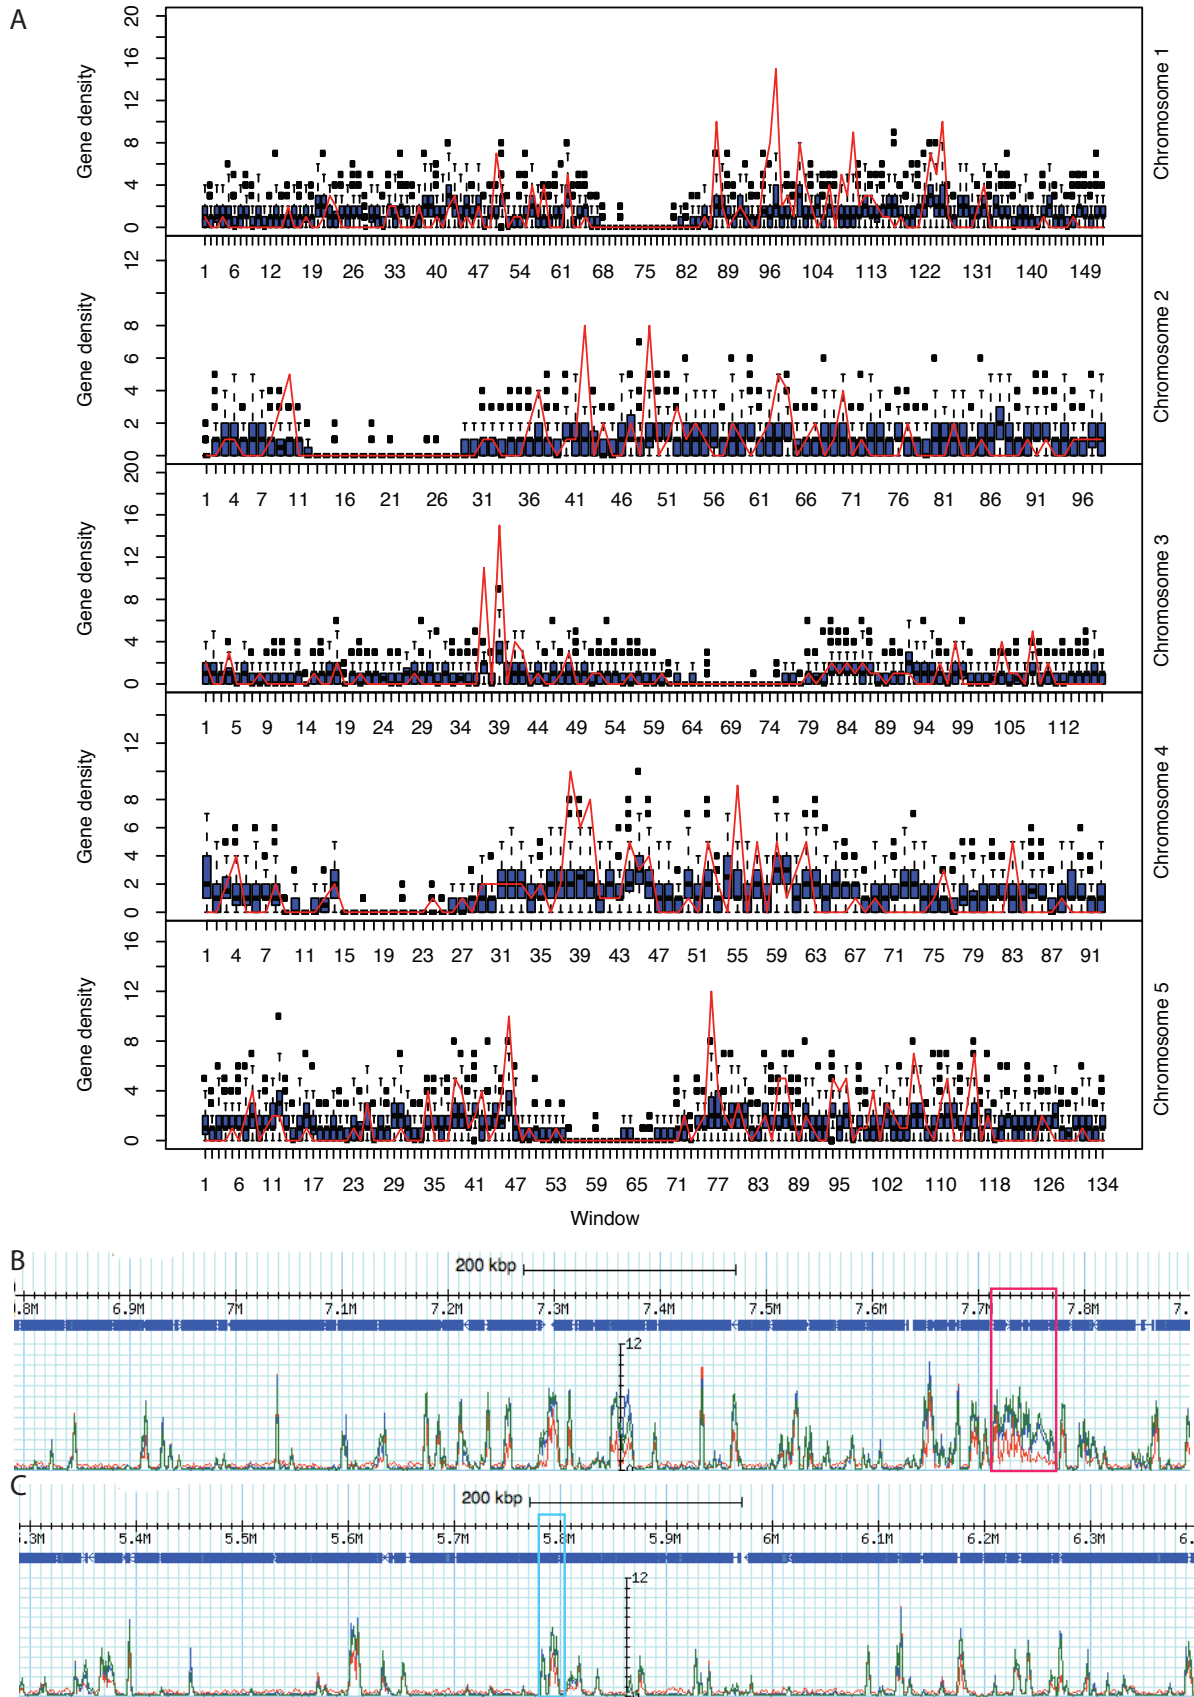 A
Gene density
0 4 8 12 16 20
Chromosome 1
1 6 12 19 26 33 40 47 54 61 68 75 82 89 96 104 113 122 131 140 149
Gene density
0 2 4 6 8 12
Chromosome 2
1 4 7 11 16 21 26 31 36 41 46 51 56 61 66 71 76 81 86 91 96
Gene density
0 4 8 12 16 200
Chromosome 3
1 5 9 14 19 24 29 34 39 44 49 54 59 64 69 74 79 84 89 94 99 105 112
Gene density
0 2 4 6 8 12
Chromosome 4
1 4 7 11 15 19 23 27 31 35 39 43 47 51 55 59 63 67 71 75 79 83 87 91
Gene density
0 4 8 12 16
Chromosome 5
1 6 11 17 23 29 35 41 47 53 59 65 71 77 83 89 95 102 110 118 126 134
Window
B
200 kbp
.8M 6.9M 7M 7.1M 7.2M 7.3M 7.4M 7.5M 7.6M 7.7M 7.8M 7.
12
C
200 kbp
5.3M 5.4M 5.5M 5.6M 5.7M 5.8M 5.9M 6M 6.1M 6.2M 6.3M 6.
12